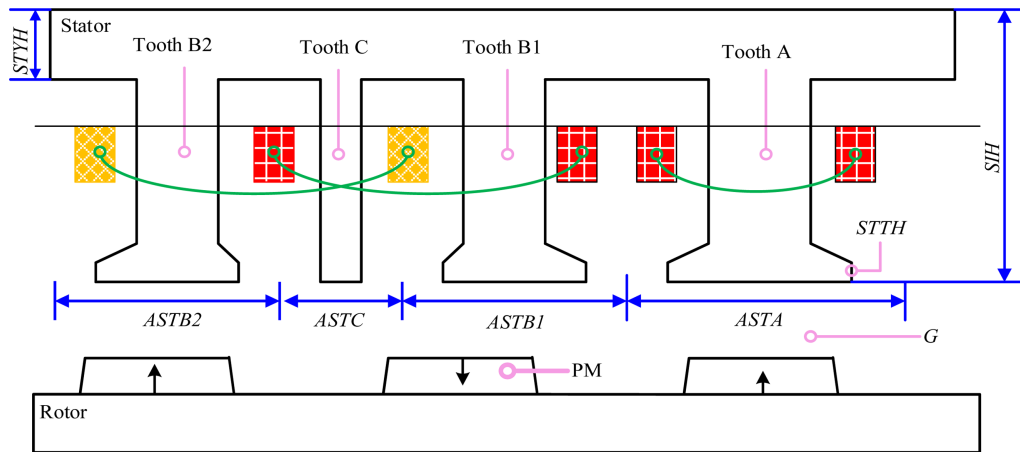 Stator
STYH
Tooth B2
Tooth C
Tooth B1
Tooth A
SIH
STTH
ASTB2
ASTC
ASTB1
ASTA
G
PM
Rotor